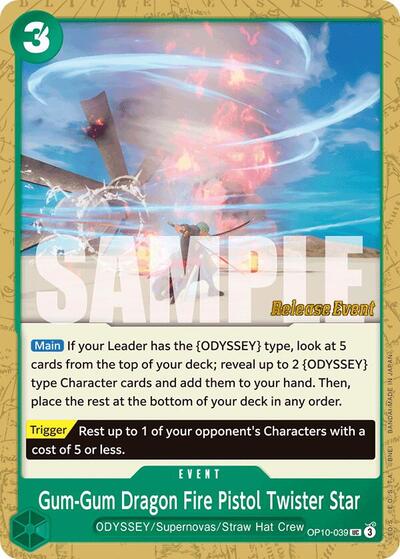 3
SAMPLE
Release Event
Main If your Leader has the {ODYSSEY} type, look at 5
cards from the top of your deck; reveal up to 2 {ODYSSEY}
type Character cards and add them to your hand. Then,
place the rest at the bottom of your deck in any order.
Trigger Rest up to 1 of your opponent's Characters with a
cost of 5 or less.
EVENT
Gum-Gum Dragon Fire Pistol Twister Star
ODYSSEY/Supernovas/Straw Hat Crew
OP10-039 UC 3